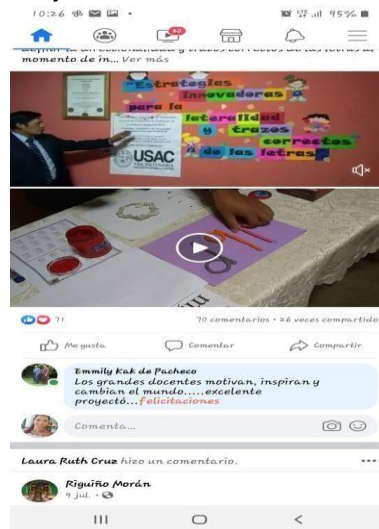 10:26
95%
30
momento de in... Ver más
Estrategias
Innovadoras
para la
lateralidad
y trazos
correctos
de las letras
USAC
TRICENTENARIA
71
70 comentarios • 26 veces compartido
Me gusta
Comentar
Compartir
Emmily Kak de Pacheco
Los grandes docentes motivan, inspiran y
cambian el mundo.....excelente
proyectó...felicitaciones
Comenta...
Laura Ruth Cruz hizo un comentario.
Riguiño Morán
9 jul.